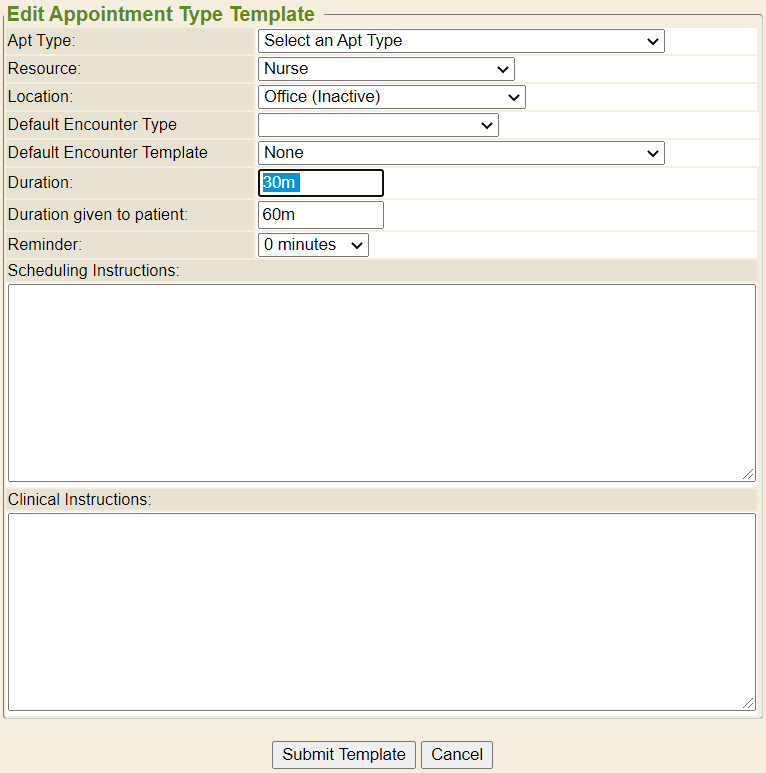 Edit Appointment Type Template
Apt Type: Select an Apt Type
Resource: Nurse
Location: Office (Inactive)
Default Encounter Type
Default Encounter Template None
Duration: 30m
Duration given to patient: 60m
Reminder: 0 minutes
Scheduling Instructions:
Clinical Instructions:
Submit Template Cancel